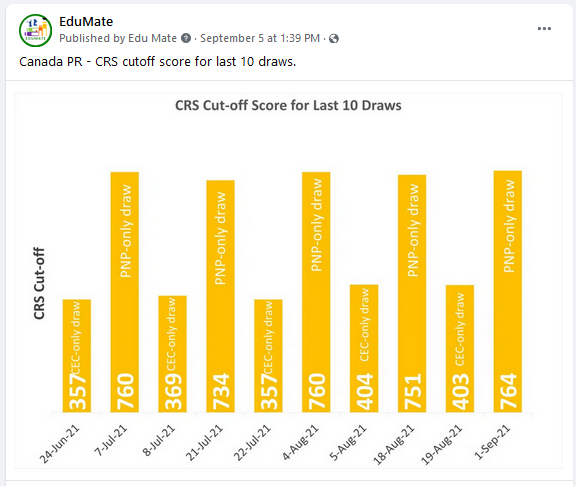 EduMate
Published by Edu Mate · September 5 at 1:39 PM ·
Canada PR - CRS cutoff score for last 10 draws.
CRS Cut-off Score for Last 10 Draws
CRS Cut-off
357 CEC-only draw
760 PNP-only draw
369 CEC-only draw
734 PNP-only draw
357 CEC-only draw
760 PNP-only draw
404 CEC-only draw
751 PNP-only draw
403 CEC-only draw
764 PNP-only draw
24-Jun-21
7-Jul-21
8-Jul-21
21-Jul-21
22-Jul-21
4-Aug-21
5-Aug-21
18-Aug-21
19-Aug-21
1-Sep-21